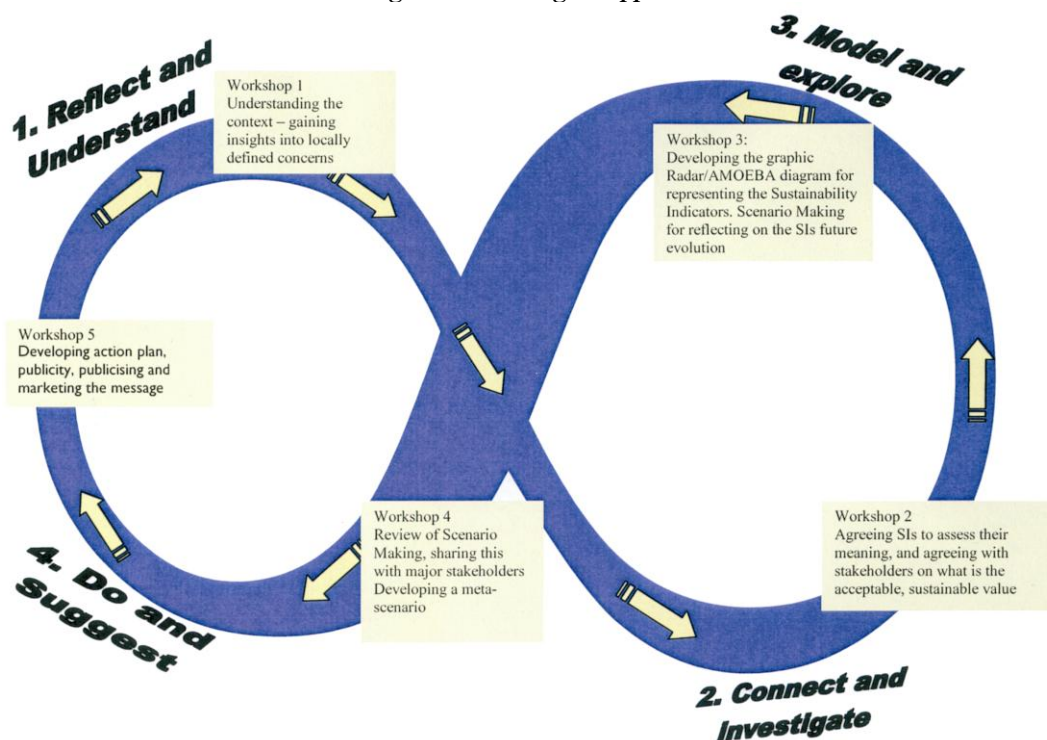 1. Reflect and
Understand
Workshop 1
Understanding the
context – gaining
insights into locally
defined concerns
3. Model and
explore
Workshop 3:
Developing the graphic
Radar/AMOEBA diagram for
representing the Sustainability
Indicators. Scenario Making
for reflecting on the SIs future
evolution
Workshop 5
Developing action plan,
publicity, publicising and
marketing the message
Workshop 4
Review of Scenario
Making, sharing this
with major stakeholders
Developing a meta-
scenario
Workshop 2
Agreeing SIs to assess their
meaning, and agreeing with
stakeholders on what is the
acceptable, sustainable value
4. Do and
Suggest
2. Connect and
investigate